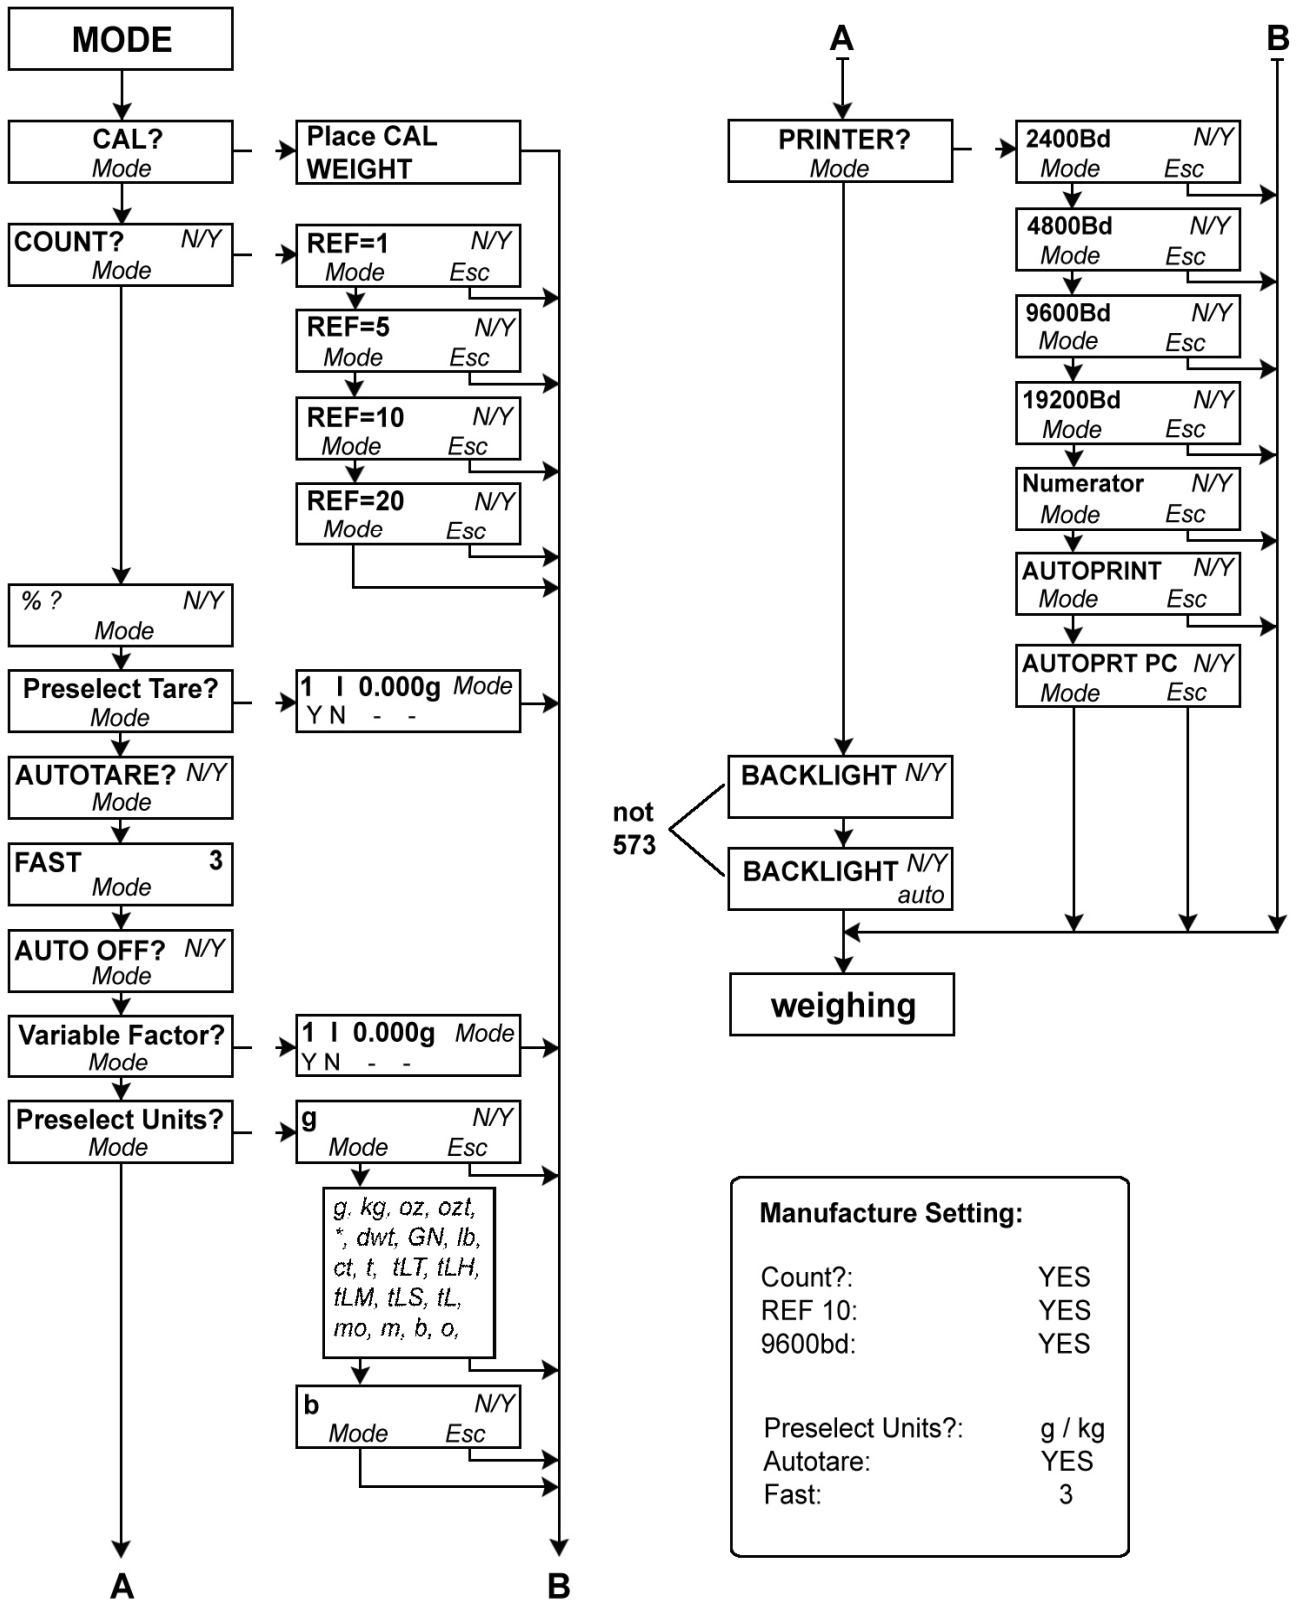 MODE
CAL?
Mode
Place CAL
WEIGHT
COUNT? N/Y
Mode
REF=1 N/Y
Mode Esc
REF=5 N/Y
Mode Esc
REF=10 N/Y
Mode Esc
REF=20 N/Y
Mode Esc
% ? N/Y
Mode
Preselect Tare?
Mode
1 I 0.000g Mode
Y N - -
AUTOTARE? N/Y
Mode
FAST 3
Mode
AUTO OFF? N/Y
Mode
Variable Factor?
Mode
1 I 0.000g Mode
Y N - -
Preselect Units?
Mode
g N/Y
Mode Esc
g, kg, oz, ozt,
*, dwt, GN, lb,
ct, t, tLT, tLH,
tLM, tLS, tL,
mo, m, b, o,
b N/Y
Mode Esc
A
B
A
B
PRINTER?
Mode
2400Bd N/Y
Mode Esc
4800Bd N/Y
Mode Esc
9600Bd N/Y
Mode Esc
19200Bd N/Y
Mode Esc
Numerator N/Y
Mode Esc
AUTOPRINT N/Y
Mode Esc
AUTOPRT PC N/Y
Mode Esc
not
573
BACKLIGHT N/Y
BACKLIGHT N/Y
auto
weighing
Manufacture Setting:
Count?: YES
REF 10: YES
9600bd: YES
Preselect Units?: g / kg
Autotare: YES
Fast: 3